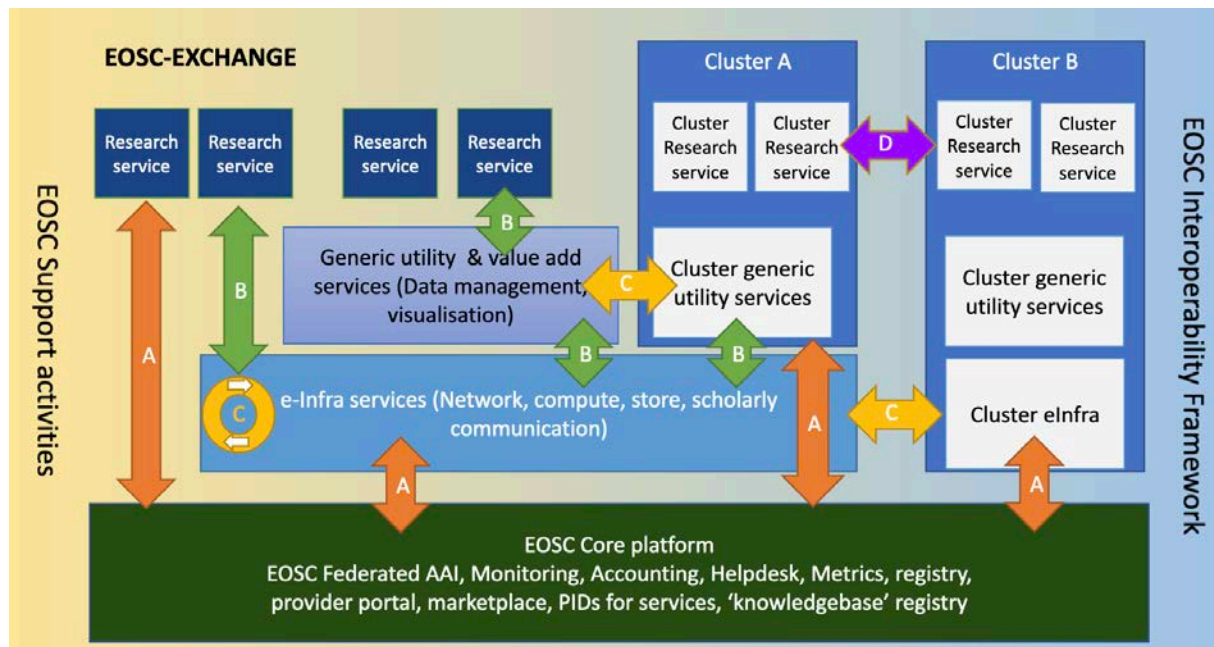 EOSC-EXCHANGE
Cluster A
Cluster B
Research
service
Research
service
Research
service
Research
service
Cluster
Research
service
Cluster
Research
service
D
Cluster
Research
service
Cluster
Research
service
EOSC Support activities
EOSC Interoperability Framework
B
B
A
Generic utility & value add
services (Data management,
visualisation)
C
Cluster generic
utility services
Cluster generic
utility services
B
B
C
e-Infra services (Network, compute, store, scholarly
communication)
A
C
Cluster eInfra
A
A
EOSC Core platform
EOSC Federated AAI, Monitoring, Accounting, Helpdesk, Metrics, registry,
provider portal, marketplace, PIDs for services, ‘knowledgebase’ registry